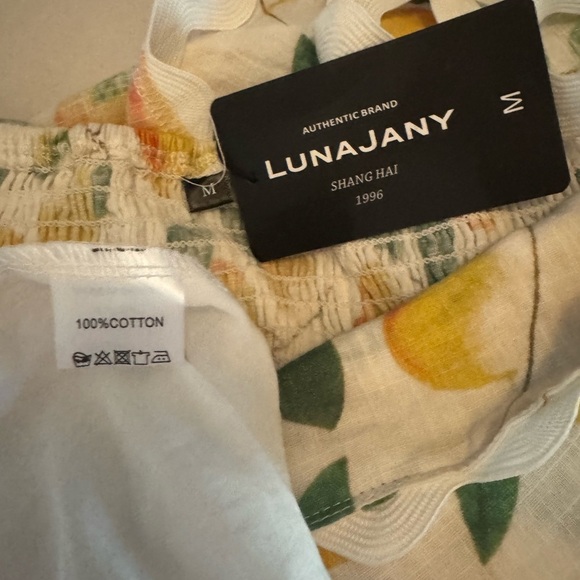 AUTHENTIC BRAND
LUNAJANY
SHANG HAI
1996
M
M
100%COTTON